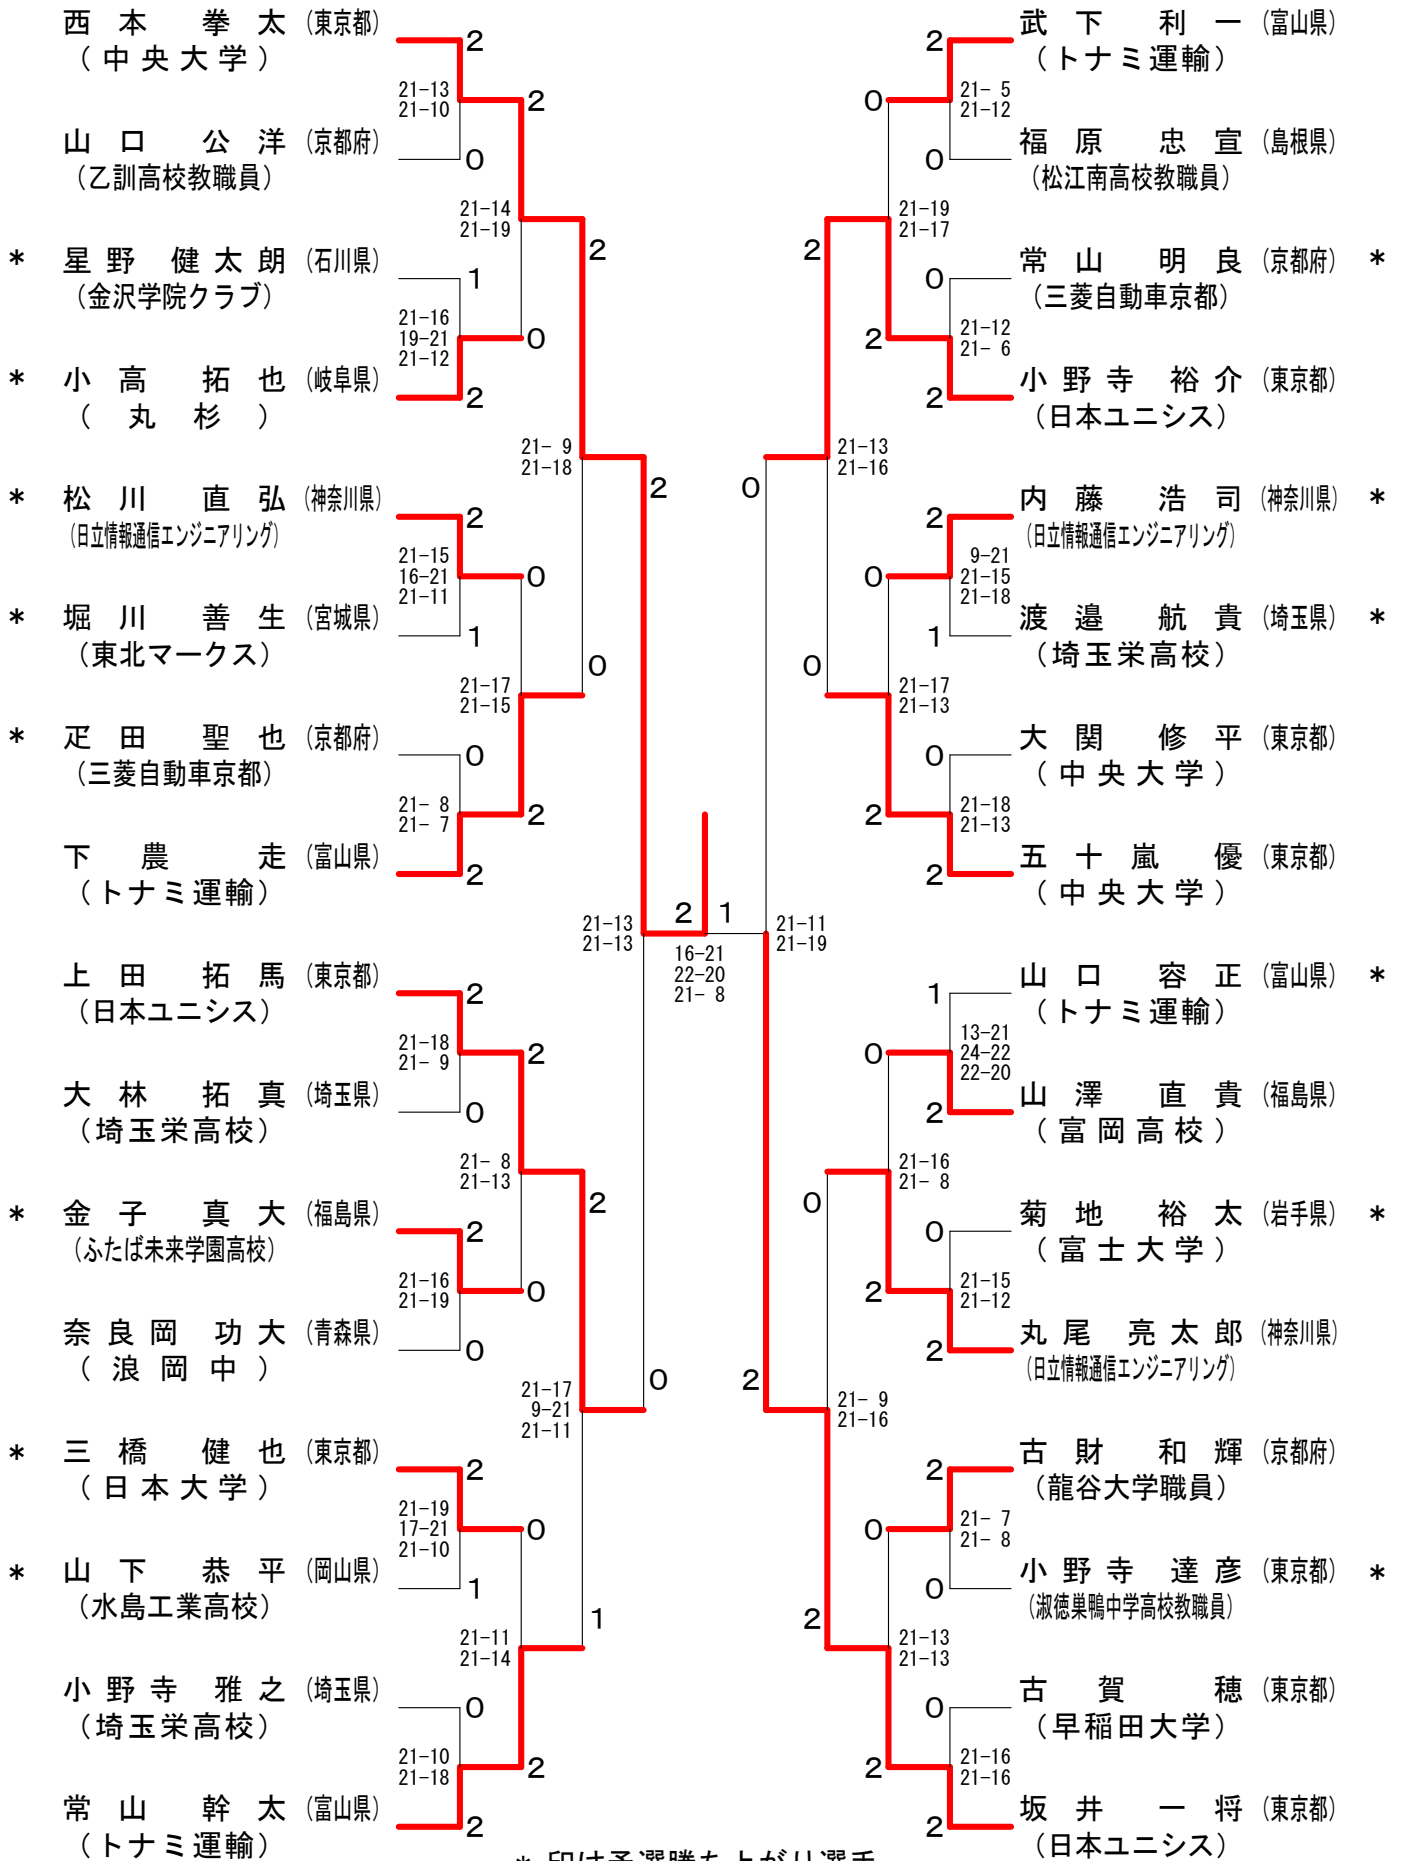 西本 拳太 (東京都)
(中央大学)
2
21-13
21-10
2
山口 公洋 (京都府)
(乙訓高校教職員)
0
21-14
21-19
2
* 星野 健太朗 (石川県)
(金沢学院クラブ)
1
21-16
19-21
21-12
0
* 小高 拓也 (岐阜県)
(丸杉)
2
21- 9
21-18
2
* 松川 直弘 (神奈川県)
(日立情報通信エンジニアリング)
2
21-15
16-21
21-11
0
* 堀川 善生 (宮城県)
(東北マークス)
1
21-17
21-15
0
* 疋田 聖也 (京都府)
(三菱自動車京都)
0
21- 8
21- 7
2
下農 走 (富山県)
(トナミ運輸)
2
21-13
21-13
上田 拓馬 (東京都)
(日本ユニシス)
2
21-18
21- 9
2
大林 拓真 (埼玉県)
(埼玉栄高校)
0
21- 8
21-13
2
* 金子 真大 (福島県)
(ふたば未来学園高校)
2
21-16
21-19
0
奈良岡 功大 (青森県)
(浪岡中)
0
21-17
9-21
21-11
0
* 三橋 健也 (東京都)
(日本大学)
2
21-19
17-21
21-10
0
* 山下 恭平 (岡山県)
(水島工業高校)
1
21-11
21-14
1
小野寺 雅之 (埼玉県)
(埼玉栄高校)
0
21-10
21-18
2
常山 幹太 (富山県)
(トナミ運輸)
2
2 1
16-21
22-20
21- 8
武下 利一 (富山県)
(トナミ運輸)
2
21- 5
21-12
0
福原 忠宣 (島根県)
(松江南高校教職員)
0
21-19
21-17
2
常山 明良 (京都府) *
(三菱自動車京都)
0
21-12
21- 6
2
小野寺 裕介 (東京都)
(日本ユニシス)
2
21-13
21-16
0
内藤 浩司 (神奈川県) *
(日立情報通信エンジニアリング)
2
9-21
21-15
21-18
0
渡邉 航貴 (埼玉県) *
(埼玉栄高校)
1
21-17
21-13
0
大関 修平 (東京都)
(中央大学)
0
21-18
21-13
2
五十嵐 優 (東京都)
(中央大学)
2
21-11
21-19
山口 容正 (富山県) *
(トナミ運輸)
1
13-21
24-22
22-20
0
山澤 直貴 (福島県)
(富岡高校)
2
21-16
21- 8
0
菊地 裕太 (岩手県) *
(富士大学)
0
21-15
21-12
2
丸尾 亮太郎 (神奈川県)
(日立情報通信エンジニアリング)
2
21- 9
21-16
2
古財 和輝 (京都府)
(龍谷大学職員)
2
21- 7
21- 8
0
小野寺 達彦 (東京都) *
(淑徳巣鴨中学高校教職員)
0
21-13
21-13
2
古賀 穂 (東京都)
(早稲田大学)
0
21-16
21-16
2
坂井 一将 (東京都)
(日本ユニシス)
2
* 印は予選勝ち上がり選手